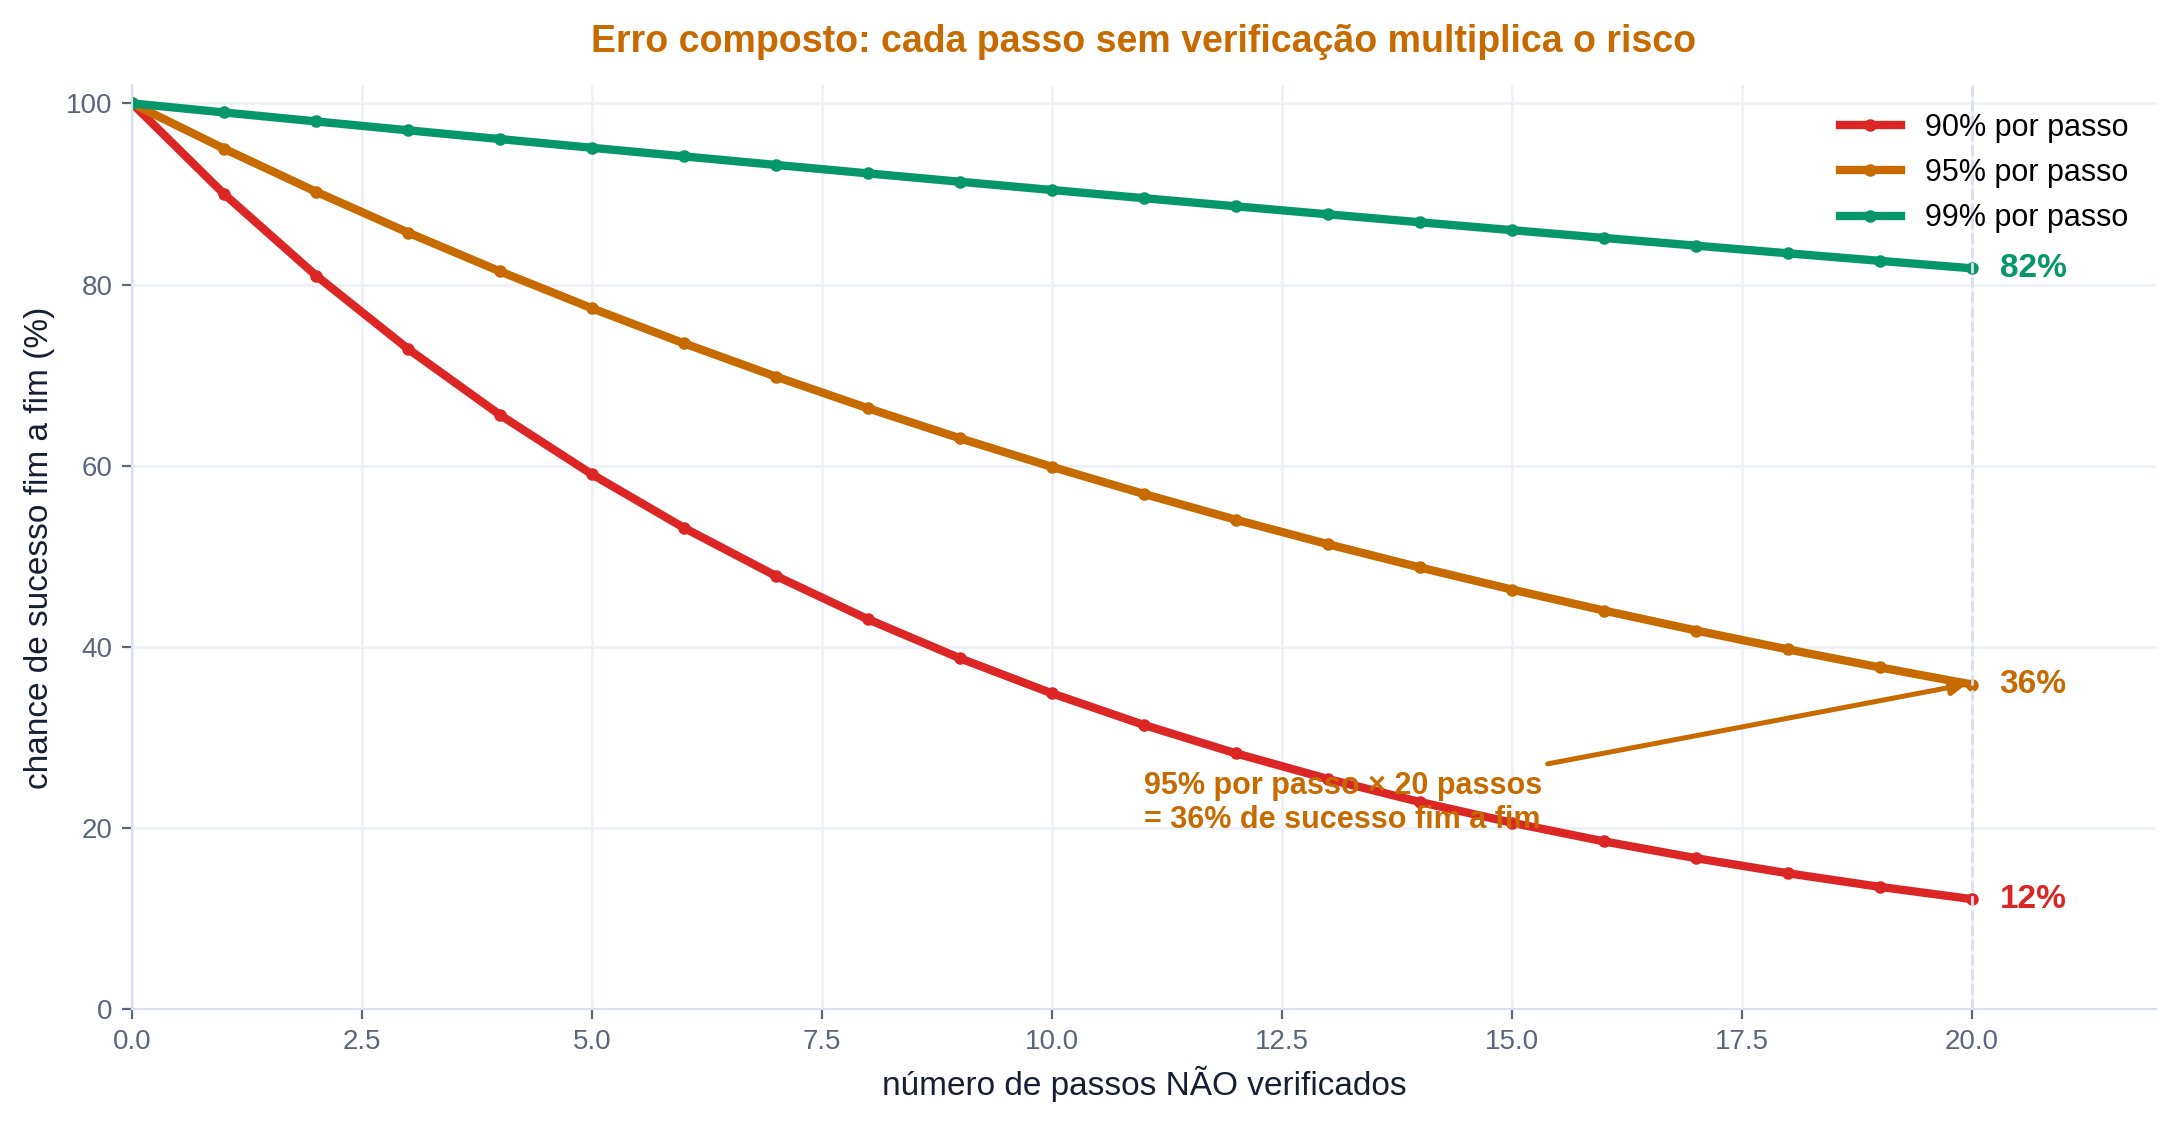 Erro composto: cada passo sem verificação multiplica o risco
chance de sucesso fim a fim (%)
100
80
60
40
20
0
90% por passo
95% por passo
99% por passo
82%
36%
95% por passo × 20 passos
= 36% de sucesso fim a fim
12%
0.0
2.5
5.0
7.5
10.0
12.5
15.0
17.5
20.0
número de passos NÃO verificados